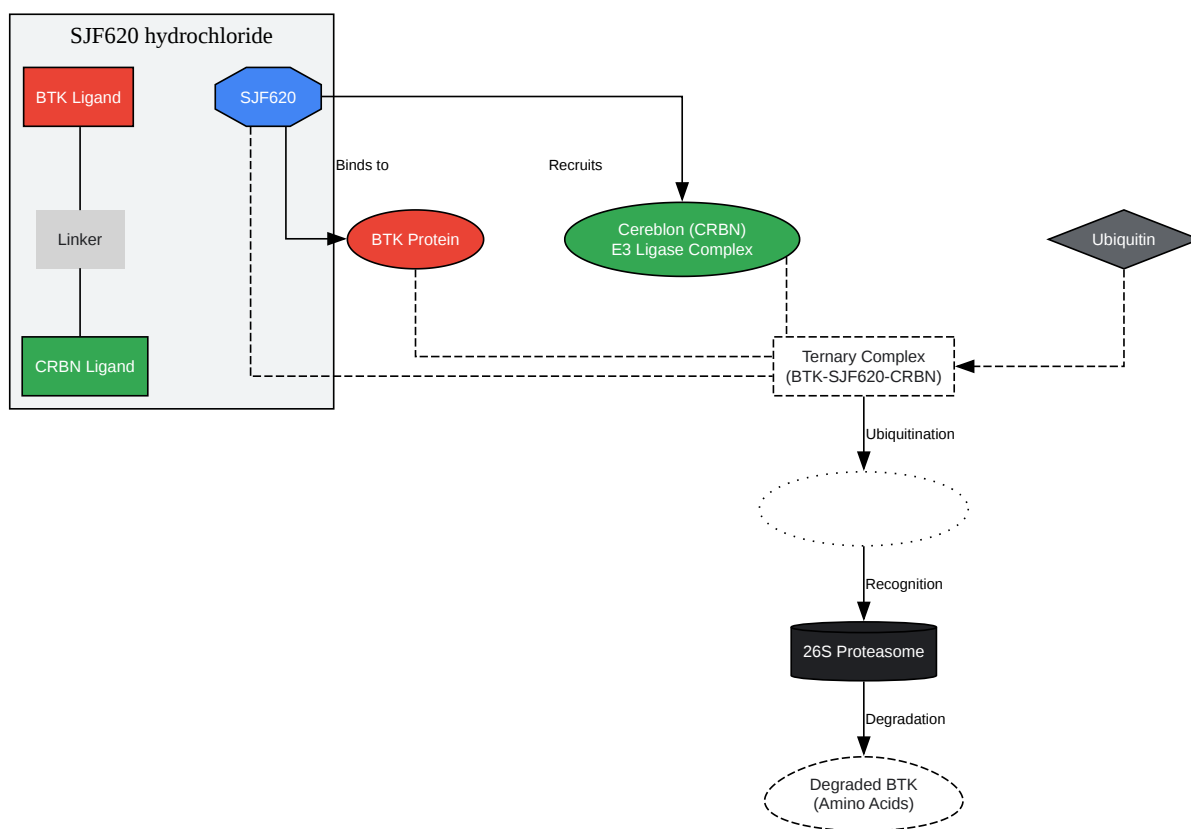 SJF620 hydrochloride
BTK Ligand
SJF620
Binds to
Recruits
Linker
BTK Protein
Cereblon (CRBN)
E3 Ligase Complex
Ubiquitin
CRBN Ligand
Ternary Complex
(BTK-SJF620-CRBN)
Ubiquitination
Recognition
26S Proteasome
Degradation
Degraded BTK
(Amino Acids)